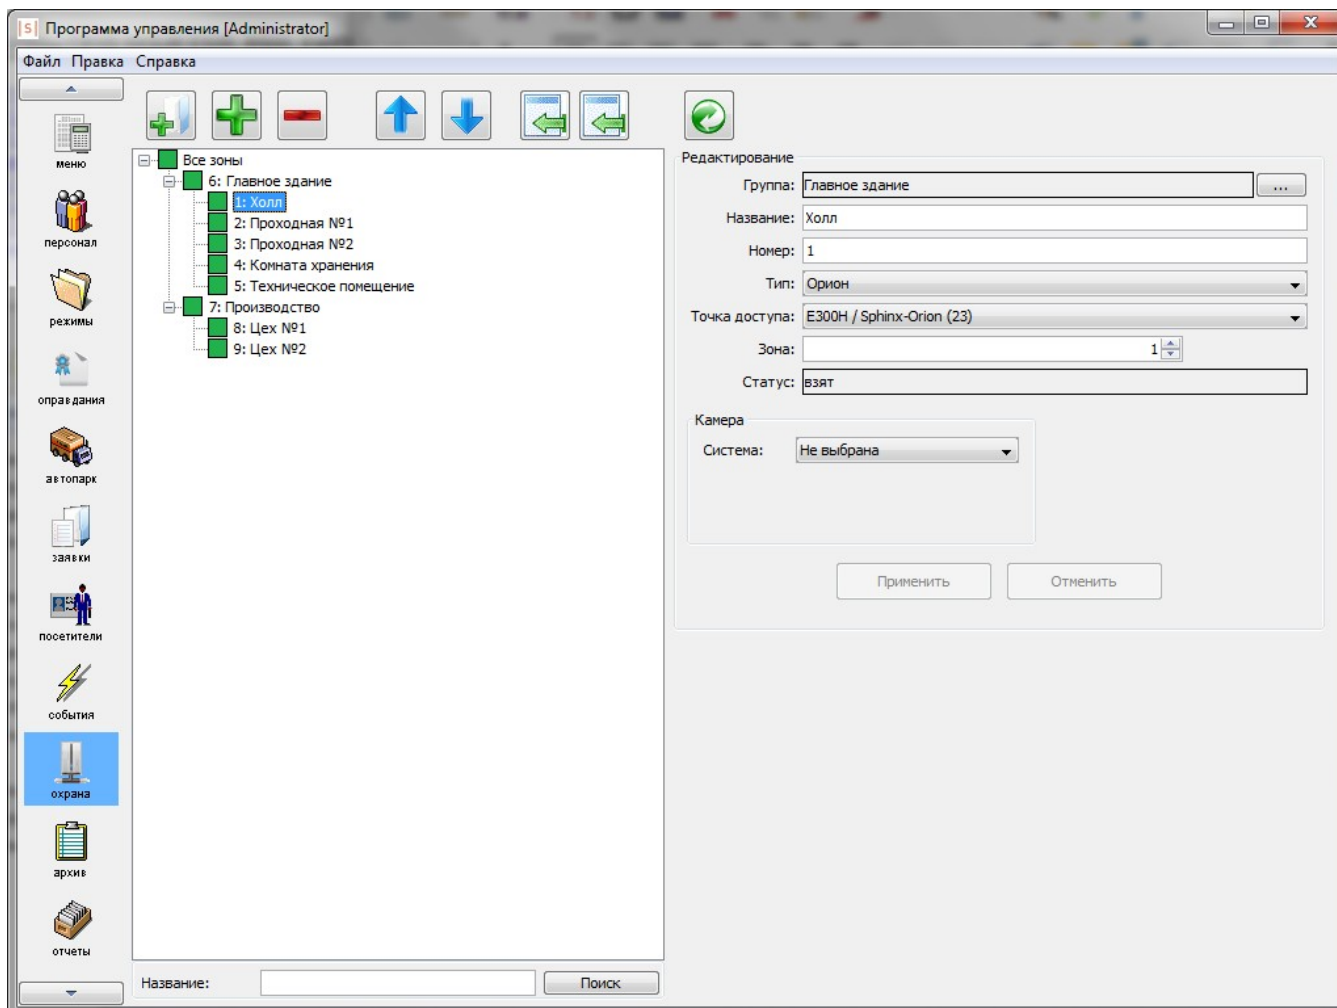 |S| Программа управления [Administrator]
Файл Правка Справка
меню
персонал
режимы
оправдания
автопарк
заявки
посетители
события
охрана
архив
отчеты
Все зоны
6: Главное здание
1: Холл
2: Проходная №1
3: Проходная №2
4: Комната хранения
5: Техническое помещение
7: Производство
8: Цех №1
9: Цех №2
Название:
Поиск
Редактирование
Группа: Главное здание ...
Название: Холл
Номер: 1
Тип: Орион
Точка доступа: E300H / Sphinx-Orion (23)
Зона: 1
Статус: взят
Камера
Система: Не выбрана
Применить Отменить